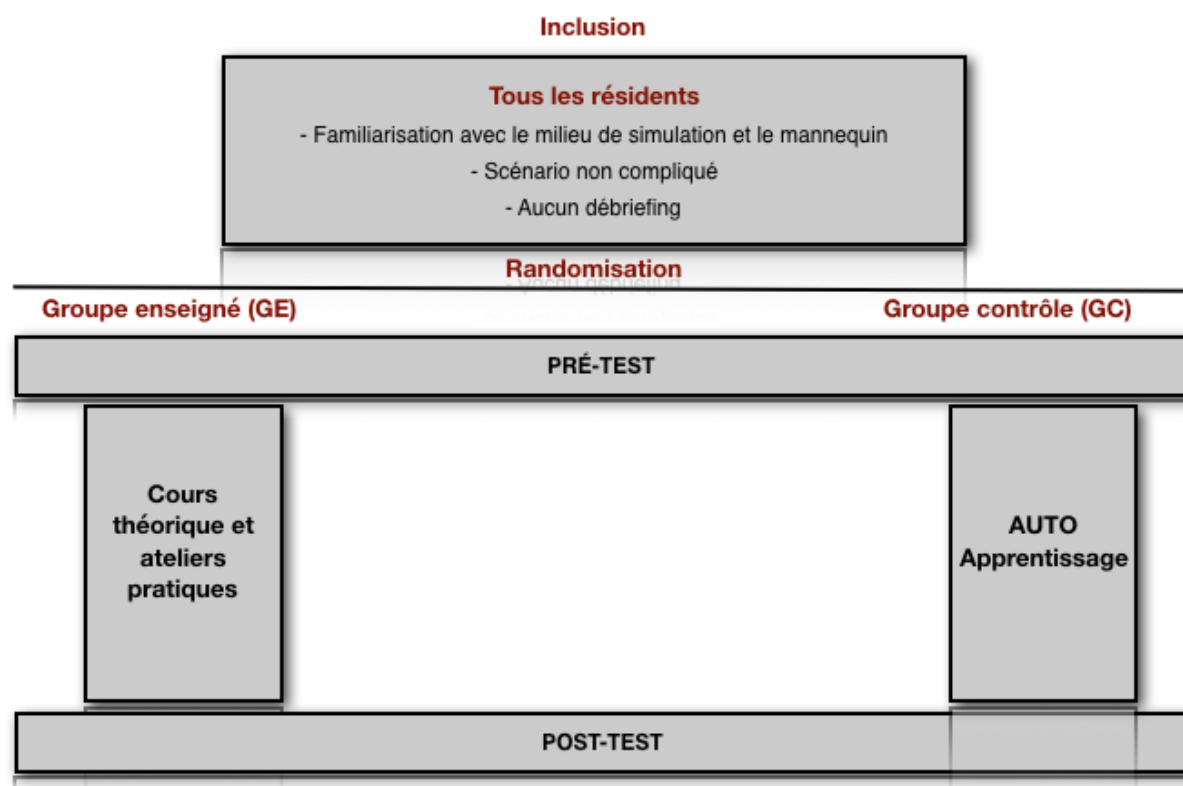 Inclusion
Tous les résidents
- Familiarisation avec le milieu de simulation et le mannequin
- Scénario non compliqué
- Aucun débriefing
Randomisation
Groupe enseigné (GE)
Groupe contrôle (GC)
PRÉ-TEST
Cours
théorique et
ateliers
pratiques
AUTO
Apprentissage
POST-TEST